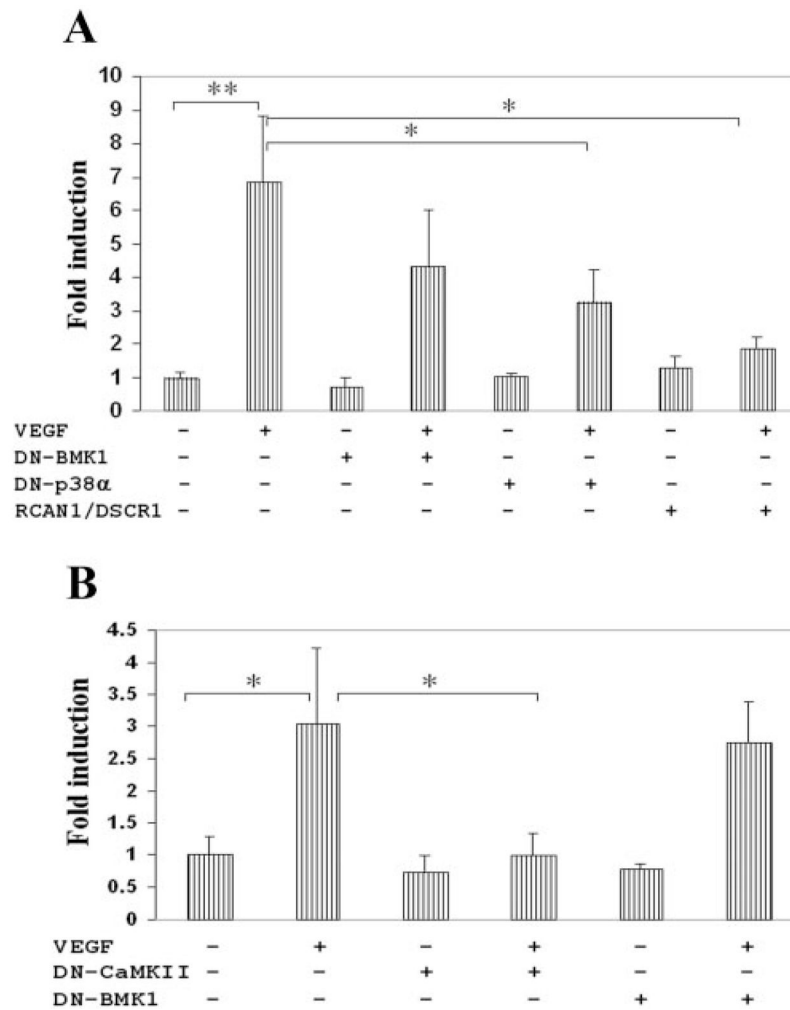 A
10
**
9
*
8
*
7
6
5
4
3
2
1
0
Fold induction
VEGF − + − + − + − +
DN−BMK1 − − + + − − − −
DN−p38α − − − − + + − −
RCAN1/DSCR1 − − − − − − + +
B
4.5
4
3.5
* *
3
2.5
2
1.5
1
0.5
0
Fold induction
VEGF − + − + − +
DN−CaMKII − − + + − −
DN−BMK1 − − − − + +